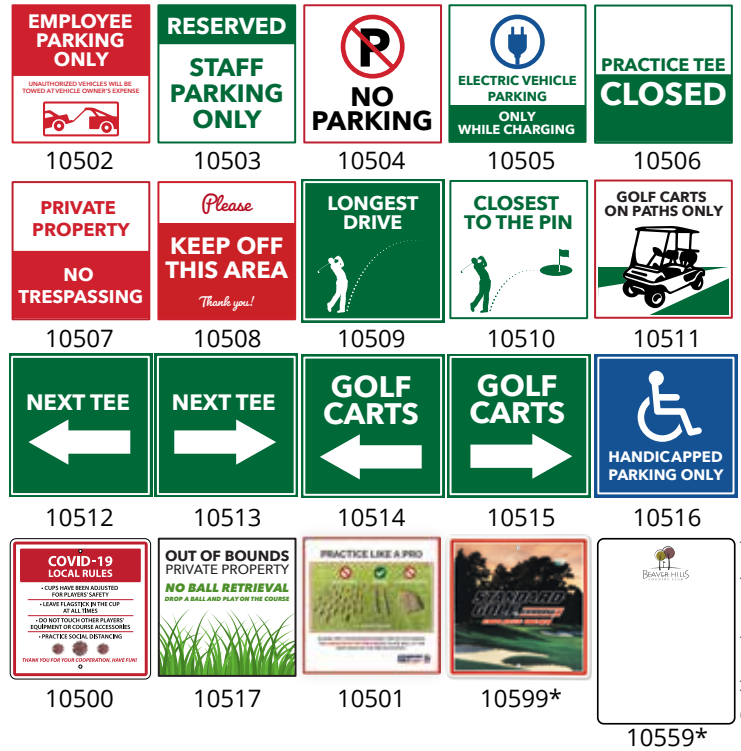 EMPLOYEE
PARKING
ONLY
UNAUTHORIZED VEHICLES WILL BE
TOWED AT VEHICLE OWNER'S EXPENSE
10502
RESERVED
STAFF
PARKING
ONLY
10503
P
NO
PARKING
10504
ELECTRIC VEHICLE
PARKING
ONLY
WHILE CHARGING
10505
PRACTICE TEE
CLOSED
10506
PRIVATE
PROPERTY
NO
TRESPASSING
10507
Please
KEEP OFF
THIS AREA
Thank you!
10508
LONGEST
DRIVE
10509
CLOSEST
TO THE PIN
10510
GOLF CARTS
ON PATHS ONLY
10511
NEXT TEE
10512
NEXT TEE
10513
GOLF
CARTS
10514
GOLF
CARTS
10515
HANDICAPPED
PARKING ONLY
10516
COVID-19
LOCAL RULES
• CUPS HAVE BEEN ADJUSTED
FOR PLAYERS' SAFETY
• LEAVE FLAGSTICK IN THE CUP
AT ALL TIMES
• DO NOT TOUCH OTHER PLAYERS'
EQUIPMENT OR COURSE ACCESSORIES
• PRACTICE SOCIAL DISTANCING
THANK YOU FOR YOUR COOPERATION. HAVE FUN!
10500
OUT OF BOUNDS
PRIVATE PROPERTY
NO BALL RETRIEVAL
DROP A BALL AND PLAY ON THE COURSE
10517
PRACTICE LIKE A PRO
10501
STANDARD
GOLF
10599*
BEAVER HILLS
COUNTRY CLUB
10559*